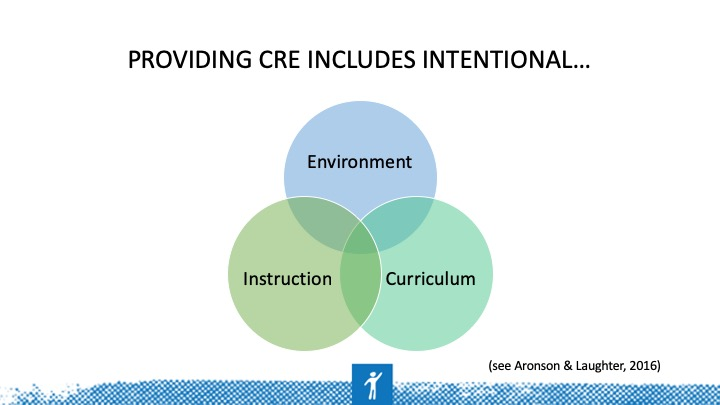 PROVIDING CRE INCLUDES INTENTIONAL…
Environment
Instruction
Curriculum
(see Aronson & Laughter, 2016)